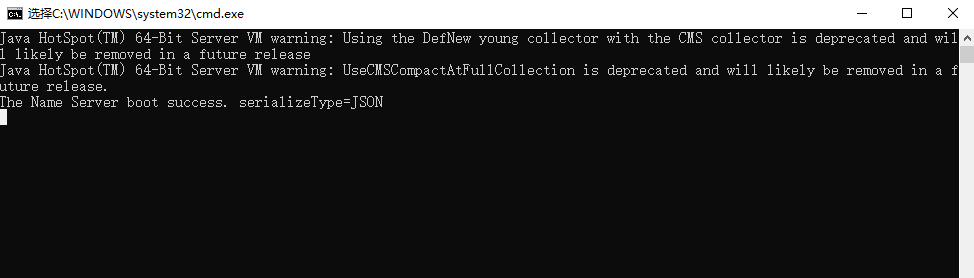 选择C:\WINDOWS\system32\cmd.exe
Java HotSpot(TM) 64-Bit Server VM warning: Using the DefNew young collector with the CMS collector is deprecated and wil
l likely be removed in a future release
Java HotSpot(TM) 64-Bit Server VM warning: UseCMSCompactAtFullCollection is deprecated and will likely be removed in a f
uture release.
The Name Server boot success. serializeType=JSON